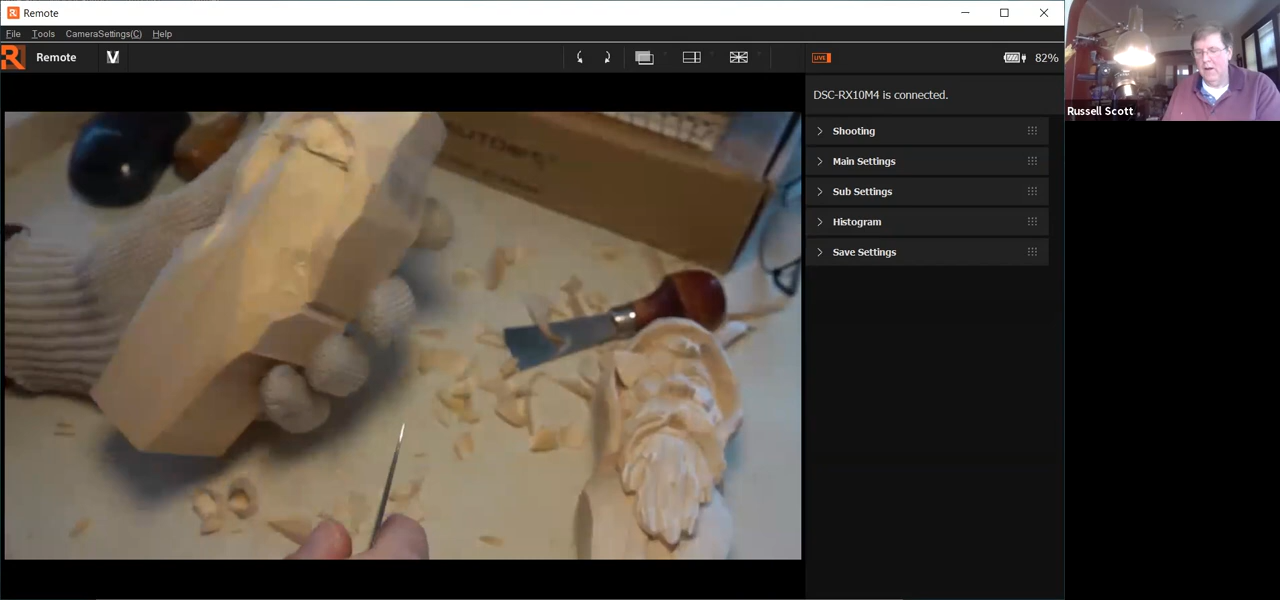 Remote
File Tools CameraSettings(C) Help
Remote
LIVE 82%
DSC-RX10M4 is connected.
Shooting
Main Settings
Sub Settings
Histogram
Save Settings
Russell Scott